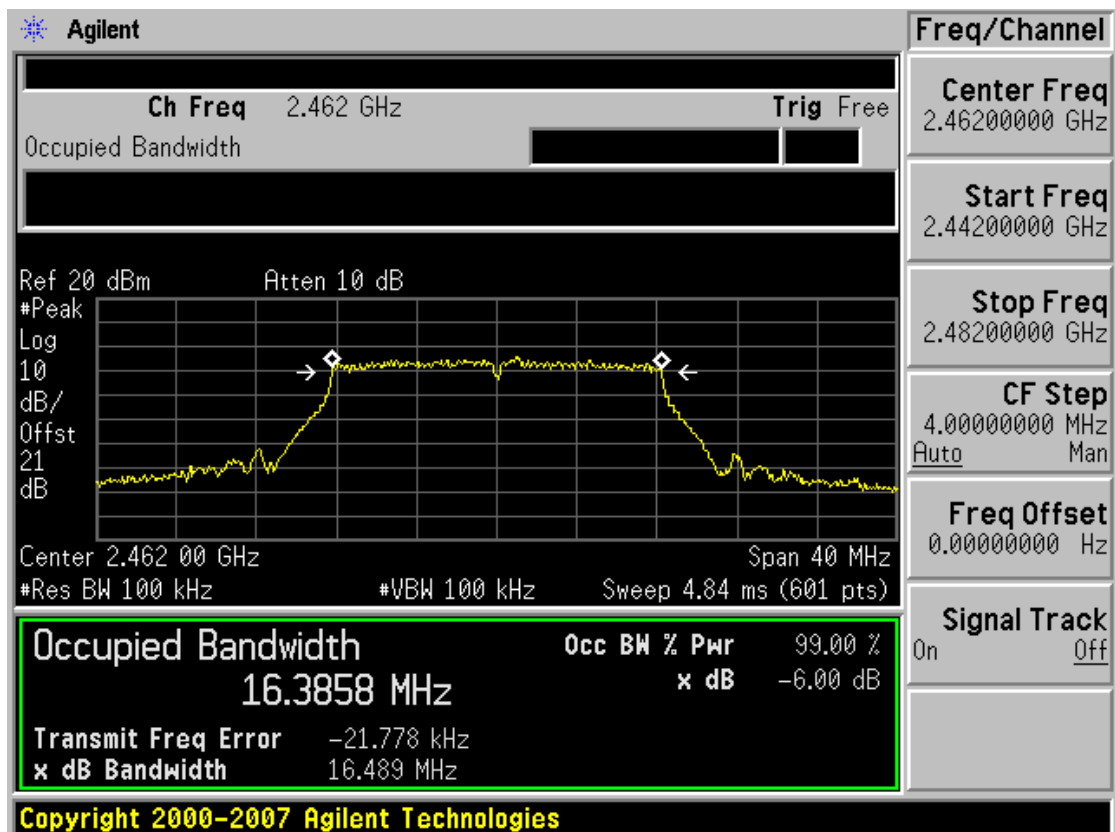 Agilent
Freq/Channel
Ch Freq 2.462 GHz Trig Free
Occupied Bandwidth
Center Freq
2.46200000 GHz
Start Freq
2.44200000 GHz
Stop Freq
2.48200000 GHz
CF Step
4.00000000 MHz
Auto Man
Freq Offset
0.00000000 Hz
Signal Track
On Off
Ref 20 dBm Atten 10 dB
#Peak
Log
10
dB/
Offst
21
dB
Center 2.462 00 GHz Span 40 MHz
#Res BW 100 kHz #VBW 100 kHz Sweep 4.84 ms (601 pts)
Occupied Bandwidth Occ BW % Pwr 99.00 %
16.3858 MHz x dB -6.00 dB
Transmit Freq Error -21.778 kHz
x dB Bandwidth 16.489 MHz
Copyright 2000-2007 Agilent Technologies